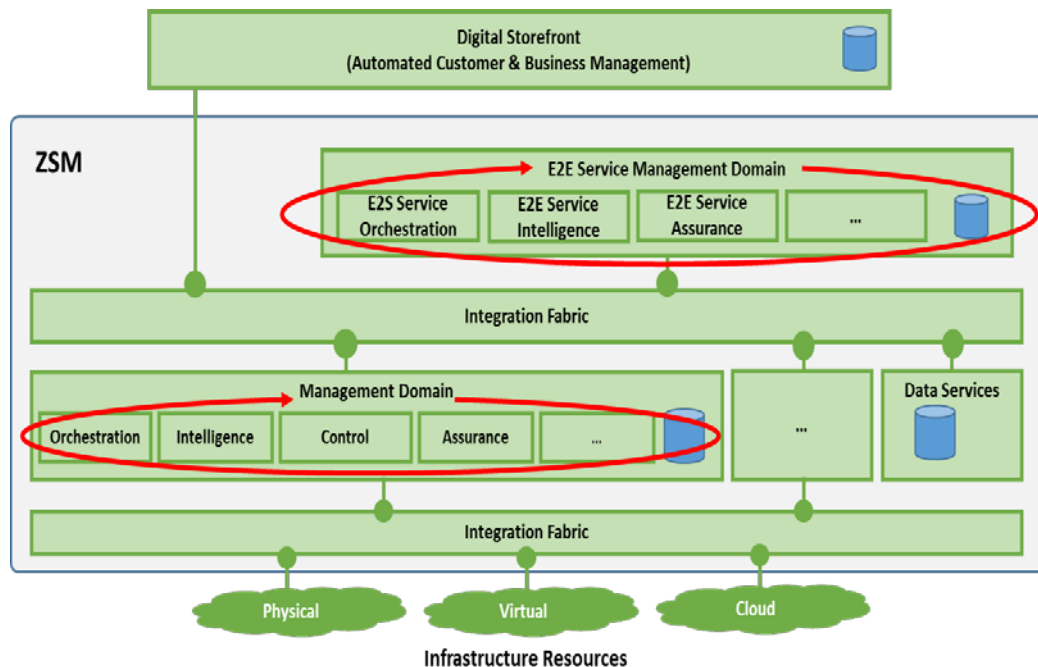 Digital Storefront
(Automated Customer & Business Management)
ZSM
E2E Service Management Domain
E2S Service
Orchestration
E2E Service
Intelligence
E2E Service
Assurance
...
Integration Fabric
Management Domain
Orchestration
Intelligence
Control
Assurance
...
...
Data Services
Integration Fabric
Physical
Virtual
Cloud
Infrastructure Resources